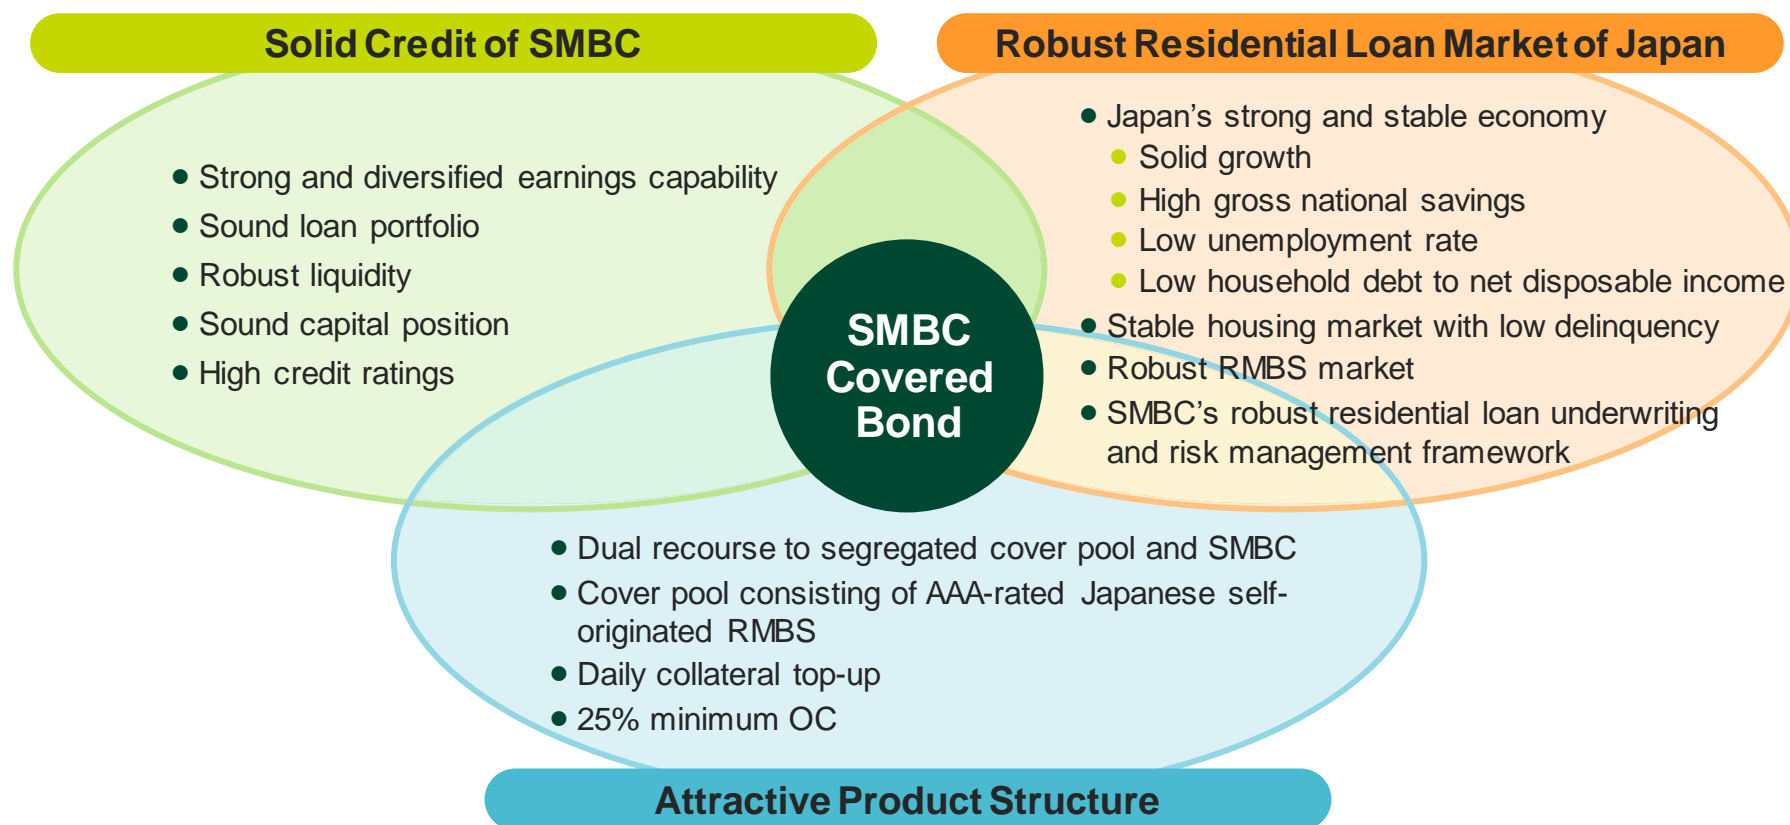 Solid Credit of SMBC
Robust Residential Loan Market of Japan
• Strong and diversified earnings capability
• Sound loan portfolio
• Robust liquidity
• Sound capital position
• High credit ratings
• Japan’s strong and stable economy
• Solid growth
• High gross national savings
• Low unemployment rate
• Low household debt to net disposable income
• Stable housing market with low delinquency
• Robust RMBS market
• SMBC’s robust residential loan underwriting
and risk management framework
SMBC
Covered
Bond
• Dual recourse to segregated cover pool and SMBC
• Cover pool consisting of AAA-rated Japanese self-
originated RMBS
• Daily collateral top-up
• 25% minimum OC
Attractive Product Structure